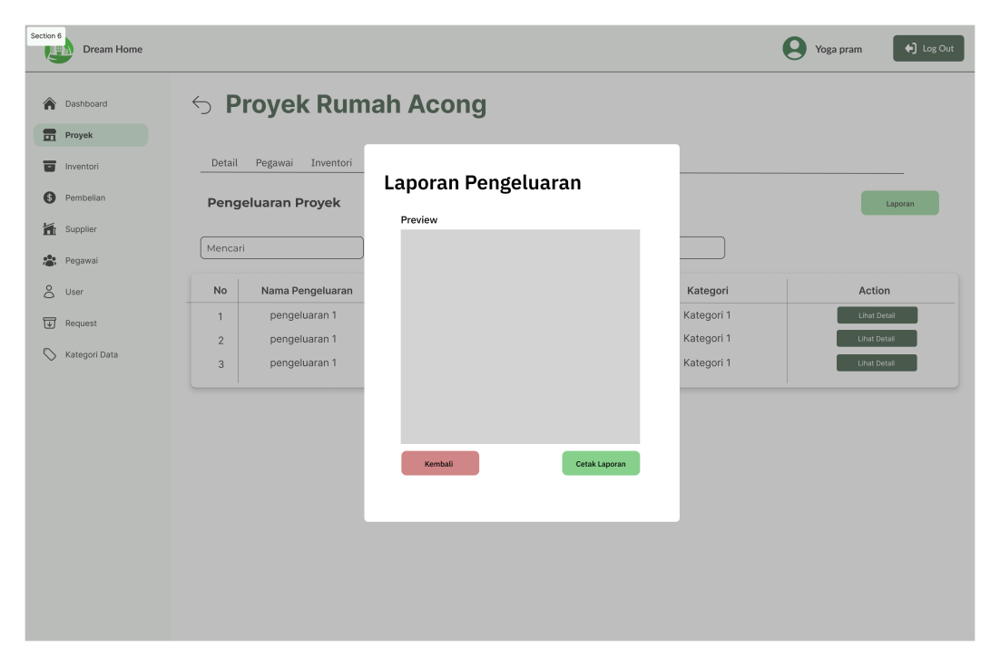 Section 6
Dream Home
Yoga pram
Log Out
Dashboard
Proyek
Inventori
Pembelian
Supplier
Pegawai
User
Request
Kategori Data
Proyek Rumah Acong
Detail Pegawai Inventori
Pengeluaran Proyek
Laporan
Mencari
No Nama Pengeluaran Kategori Action
1 pengeluaran 1 Kategori 1 Lihat Detail
2 pengeluaran 1 Kategori 1 Lihat Detail
3 pengeluaran 1 Kategori 1 Lihat Detail
Laporan Pengeluaran
Preview
Kembali
Cetak Laporan